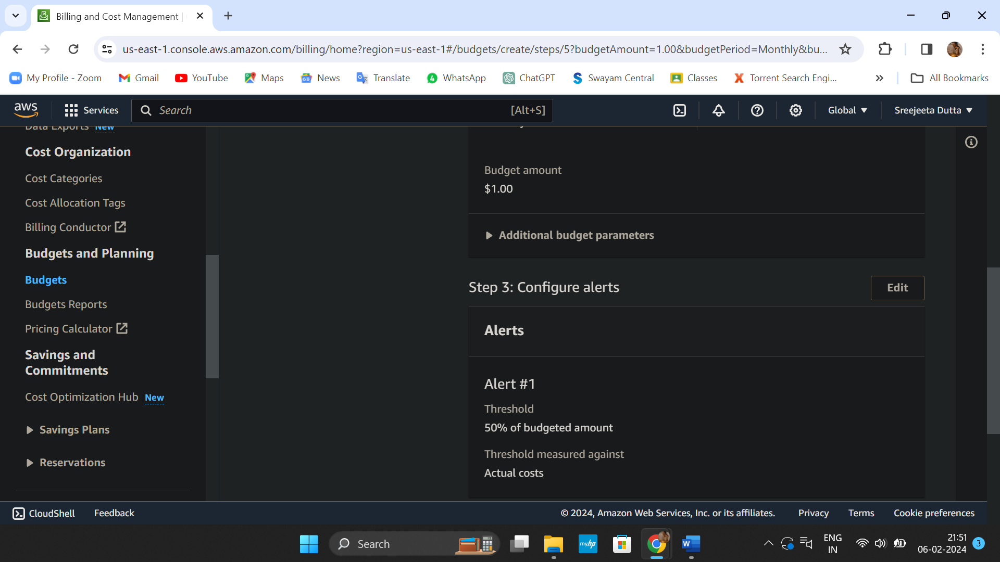 Billing and Cost Management |
us-east-1.console.aws.amazon.com/billing/home?region=us-east-1#/budgets/create/steps/5?budgetAmount=1.00&budgetPeriod=Monthly&bu...
My Profile - Zoom Gmail YouTube Maps News Translate WhatsApp ChatGPT Swayam Central Classes Torrent Search Engi... » All Bookmarks
aws Services Search [Alt+S] Global Sreejeeta Dutta
Data Exports New
Cost Organization
Cost Categories
Cost Allocation Tags
Billing Conductor
Budgets and Planning
Budgets
Budgets Reports
Pricing Calculator
Savings and
Commitments
Cost Optimization Hub New
Savings Plans
Reservations
Budget amount
$1.00
Additional budget parameters
Step 3: Configure alerts
Edit
Alerts
Alert #1
Threshold
50% of budgeted amount
Threshold measured against
Actual costs
CloudShell Feedback © 2024, Amazon Web Services, Inc. or its affiliates. Privacy Terms Cookie preferences
Search
myhp
W
ENG
IN
21:51
06-02-2024
3